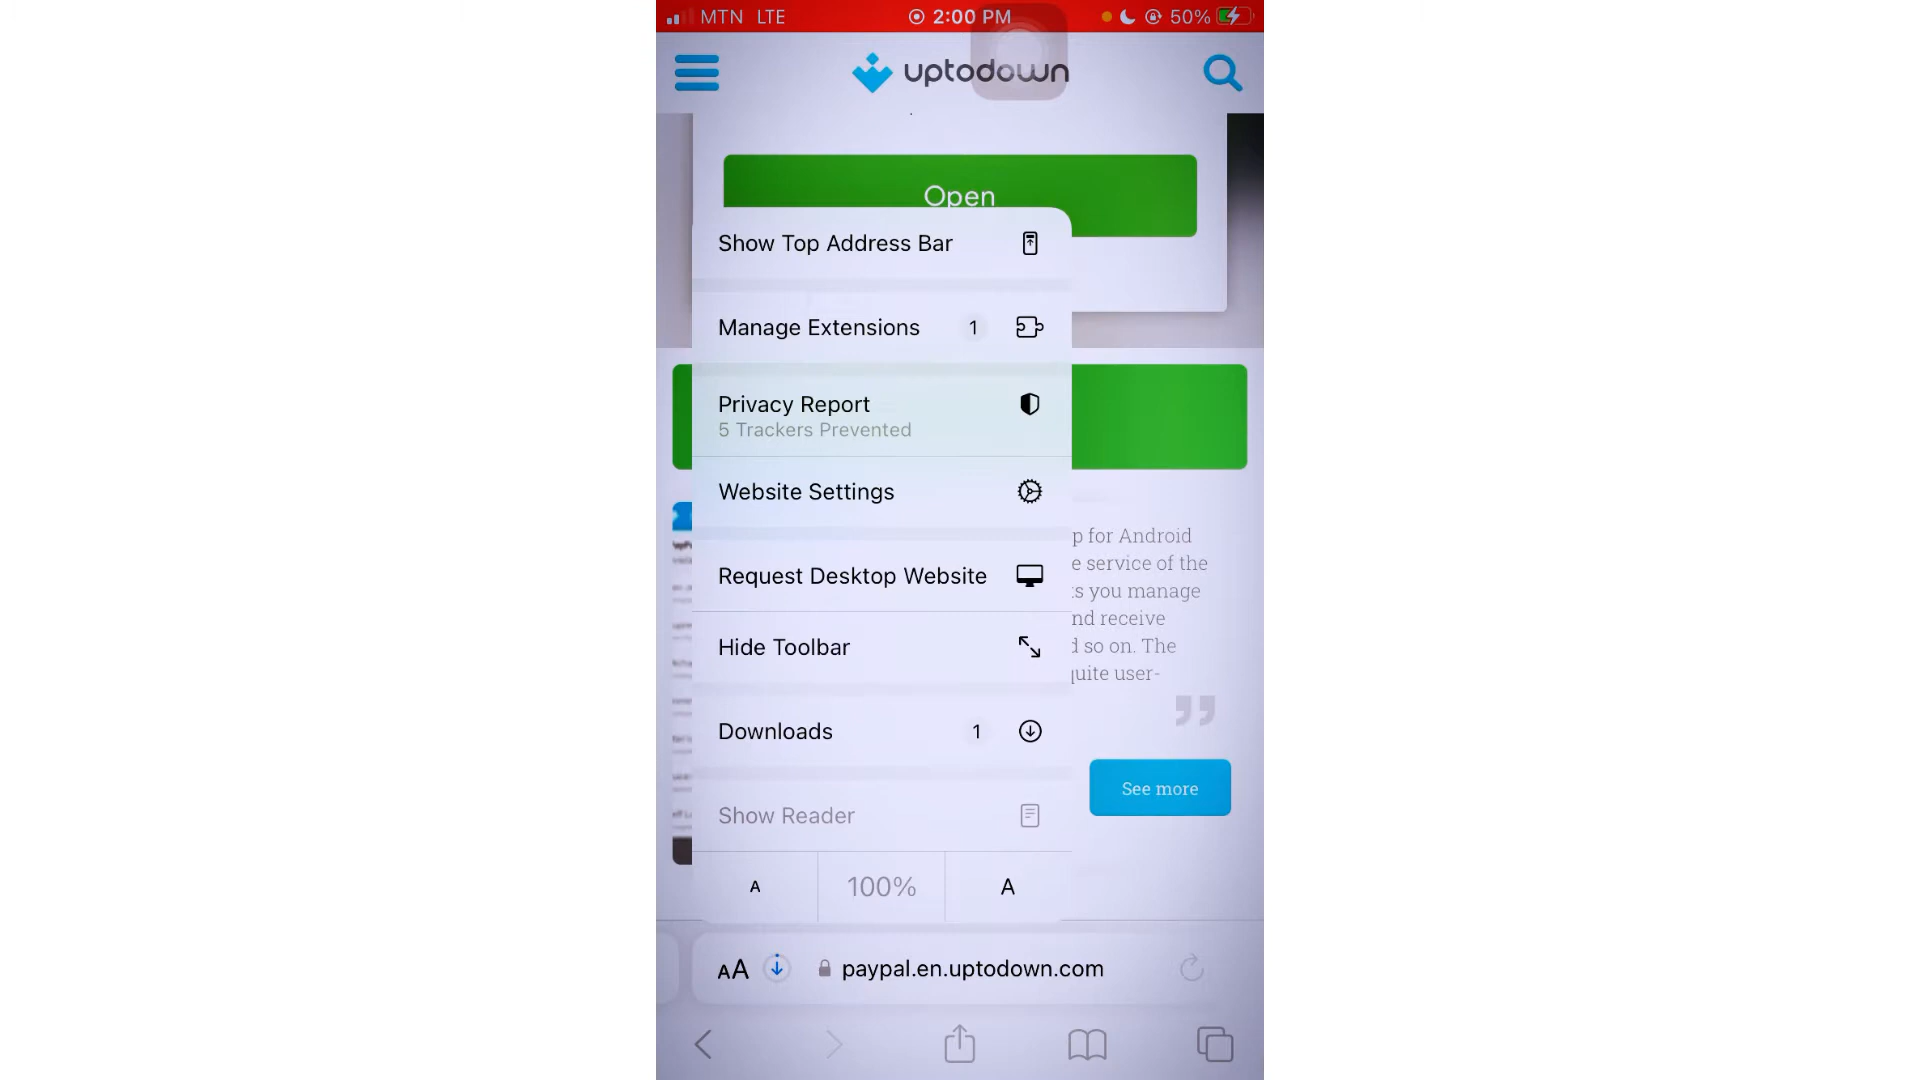 MTN LTE 2:00 PM 50%
uptodown
Open
Show Top Address Bar
Manage Extensions 1
Privacy Report
5 Trackers Prevented
Website Settings
Request Desktop Website
Hide Toolbar
Downloads 1
Show Reader
A 100% A
p for Android
e service of the
s you manage
nd receive
d so on. The
quite user-
See more
AA paypal.en.uptodown.com